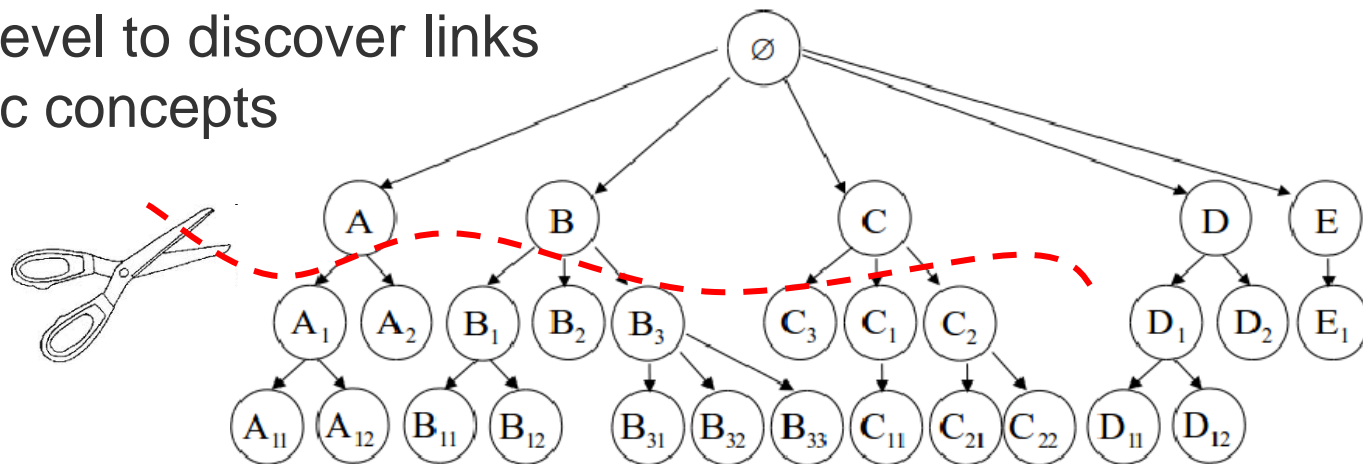 evel to discover links
c concepts
∅
A B C D E
A₁ A₂ B₁ B₂ B₃ C₃ C₁ C₂ D₁ D₂ E₁
A₁₁ A₁₂ B₁₁ B₁₂ B₃₁ B₃₂ B₃₃ C₁₁ C₂₁ C₂₂ D₁₁ D₁₂